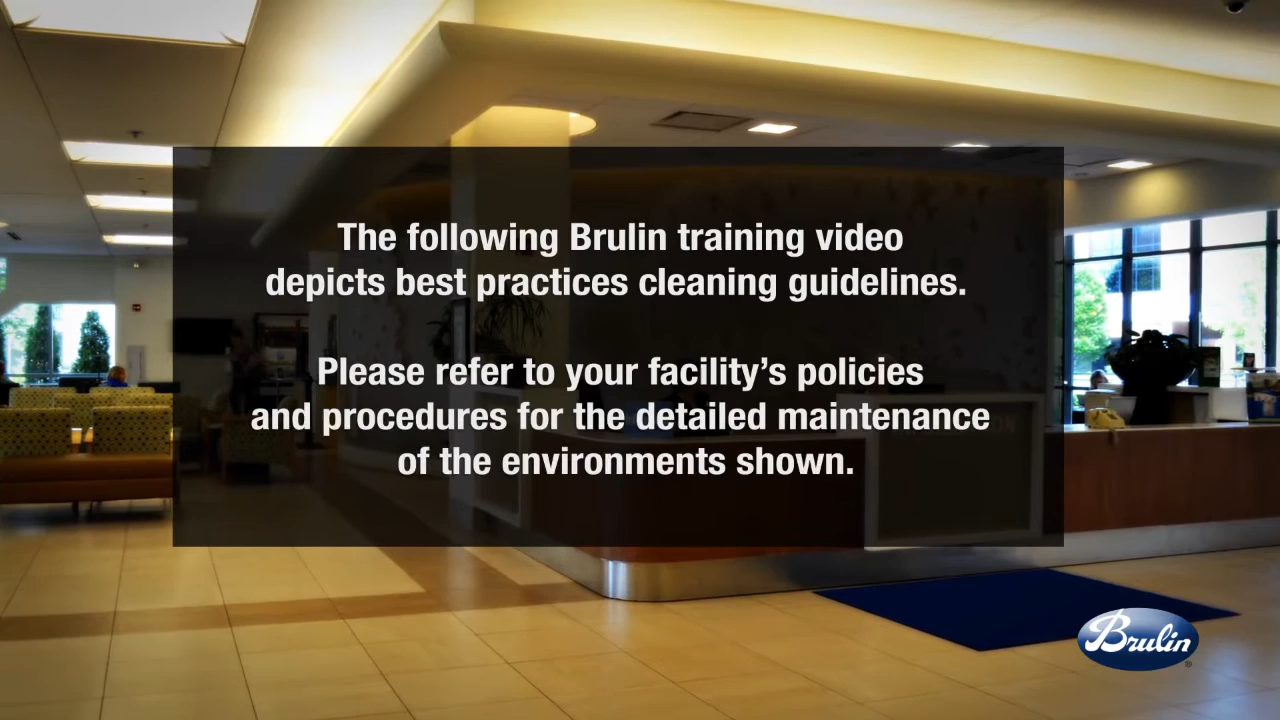 The following Brulin training video
depicts best practices cleaning guidelines.
Please refer to your facility's policies
and procedures for the detailed maintenance
of the environments shown.
Brulin